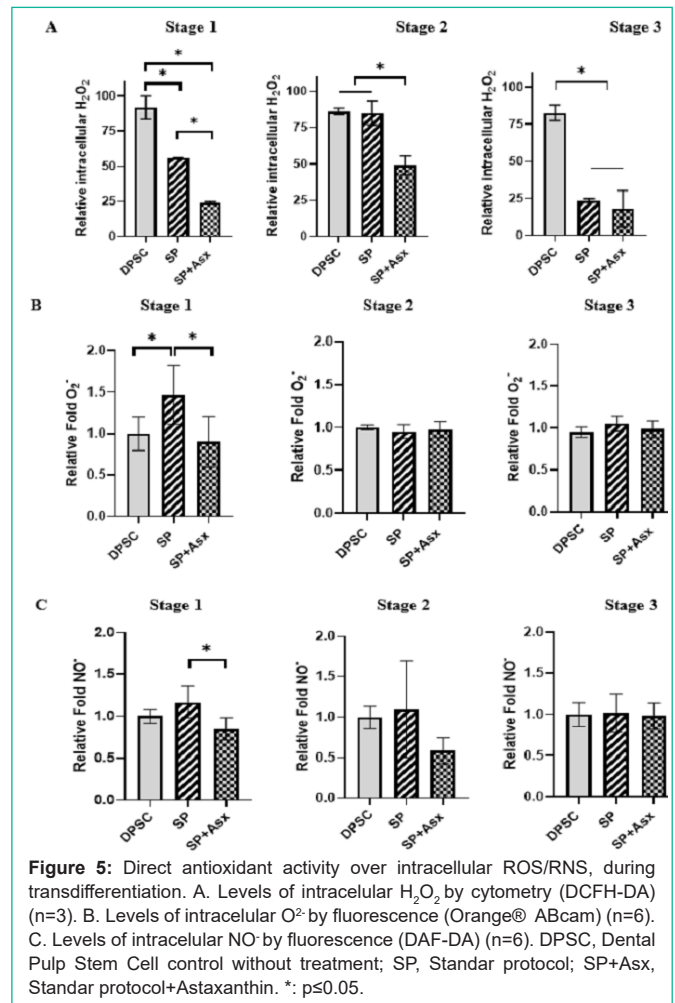 A Stage 1 Stage 2 Stage 3
Relative intracellular H₂O₂
100
75
50
25
0
DPSC SP SP+Asx
*
*
*
Relative intracellular H₂O₂
100
75
50
25
0
DPSC SP SP+Asx
*
Relative intracellular H₂O₂
100
75
50
25
0
DPSC SP SP+Asx
*
B Stage 1 Stage 2 Stage 3
Relative Fold O₂⁻
2.0
1.5
1.0
0.5
0.0
DPSC SP SP+Asx
* *
Relative Fold O₂⁻
2.0
1.5
1.0
0.5
0.0
DPSC SP SP+Asx
Relative Fold O₂⁻
2.0
1.5
1.0
0.5
0.0
DPSC SP SP+Asx
C Stage 1 Stage 2 Stage 3
Relative Fold NO⁻
2.0
1.5
1.0
0.5
0.0
DPSC SP SP+Asx
*
Relative Fold NO⁻
2.0
1.5
1.0
0.5
0.0
DPSC SP SP+Asx
Relative Fold NO⁻
2.0
1.5
1.0
0.5
0.0
DPSC SP SP+Asx
Figure 5: Direct antioxidant activity over intracellular ROS/RNS, during
transdifferentiation. A. Levels of intracelular H₂O₂ by cytometry (DCFH-DA)
(n=3). B. Levels of intracelular O²⁻ by fluorescence (Orange® ABcam) (n=6).
C. Levels of intracelular NO⁻ by fluorescence (DAF-DA) (n=6). DPSC, Dental
Pulp Stem Cell control without treatment; SP, Standar protocol; SP+Asx,
Standar protocol+Astaxanthin. *: p≤0.05.